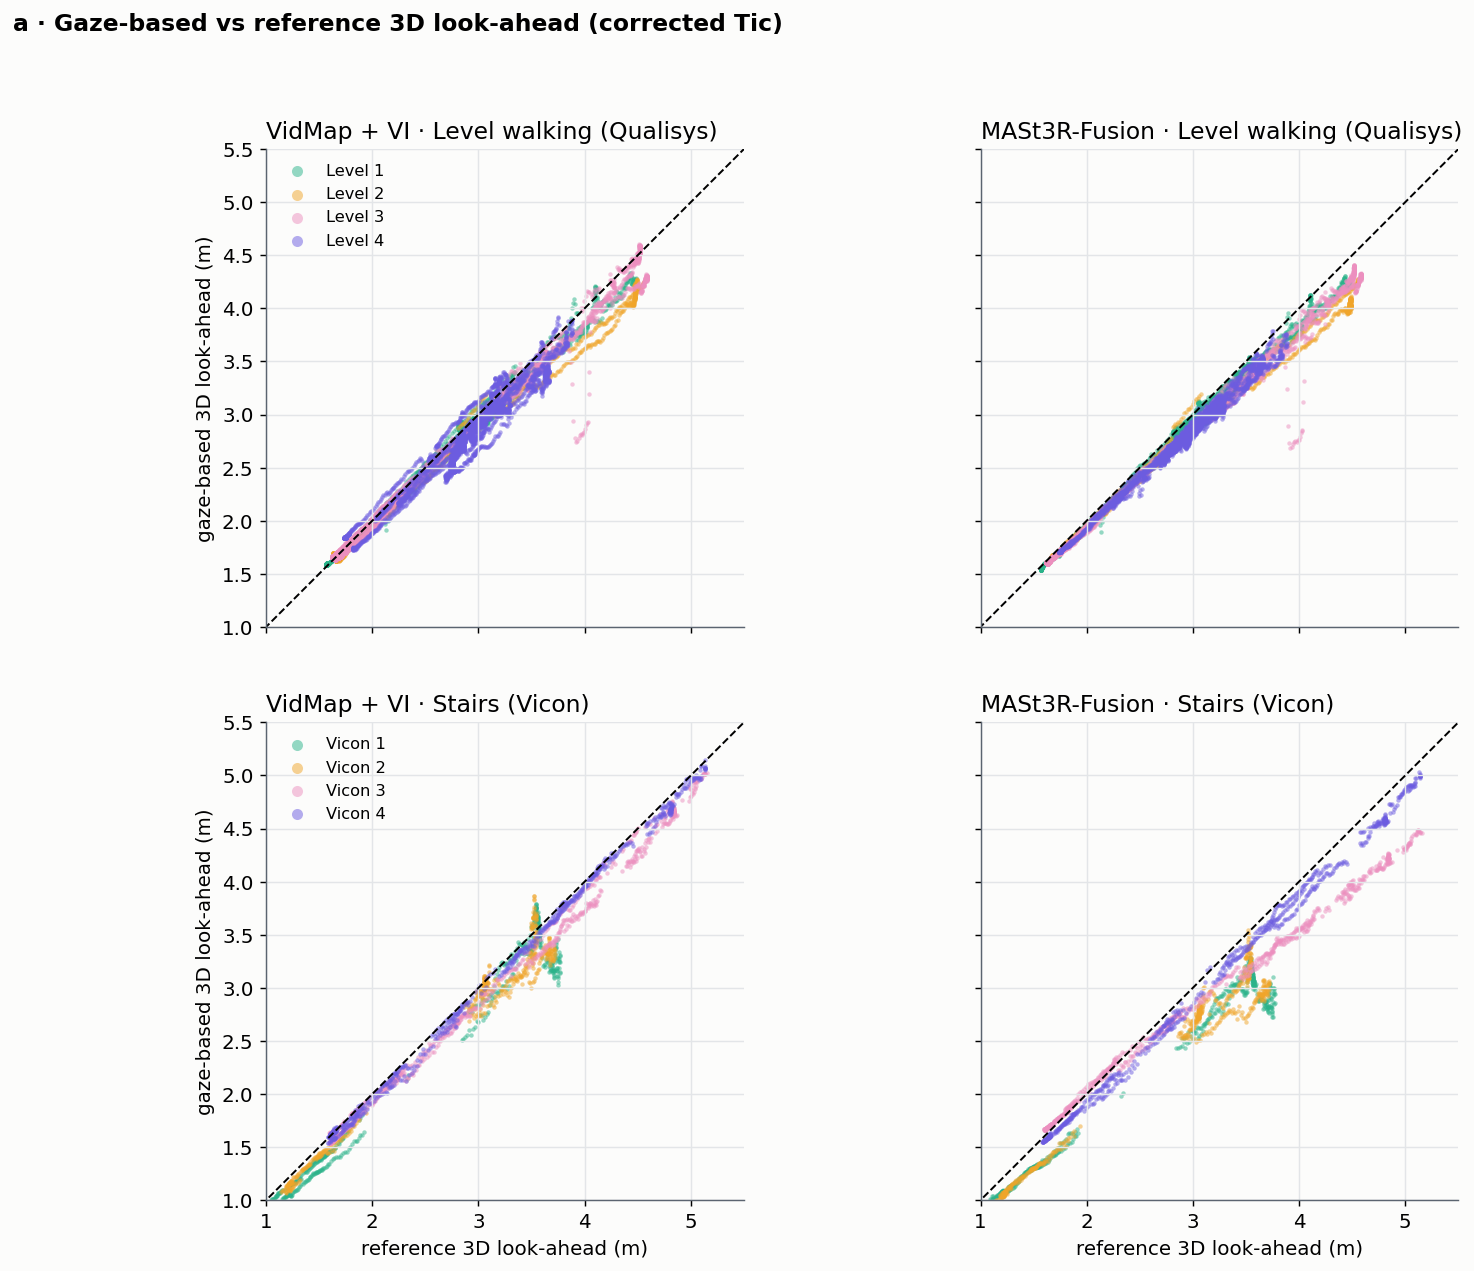 a · Gaze-based vs reference 3D look-ahead (corrected Tic)
VidMap + VI · Level walking (Qualisys)
5.5
5.0
4.5
4.0
3.5
3.0
2.5
2.0
1.5
1.0
gaze-based 3D look-ahead (m)
Level 1
Level 2
Level 3
Level 4
MASt3R-Fusion · Level walking (Qualisys)
VidMap + VI · Stairs (Vicon)
5.5
5.0
4.5
4.0
3.5
3.0
2.5
2.0
1.5
1.0
gaze-based 3D look-ahead (m)
Vicon 1
Vicon 2
Vicon 3
Vicon 4
1 2 3 4 5
reference 3D look-ahead (m)
MASt3R-Fusion · Stairs (Vicon)
1 2 3 4 5
reference 3D look-ahead (m)